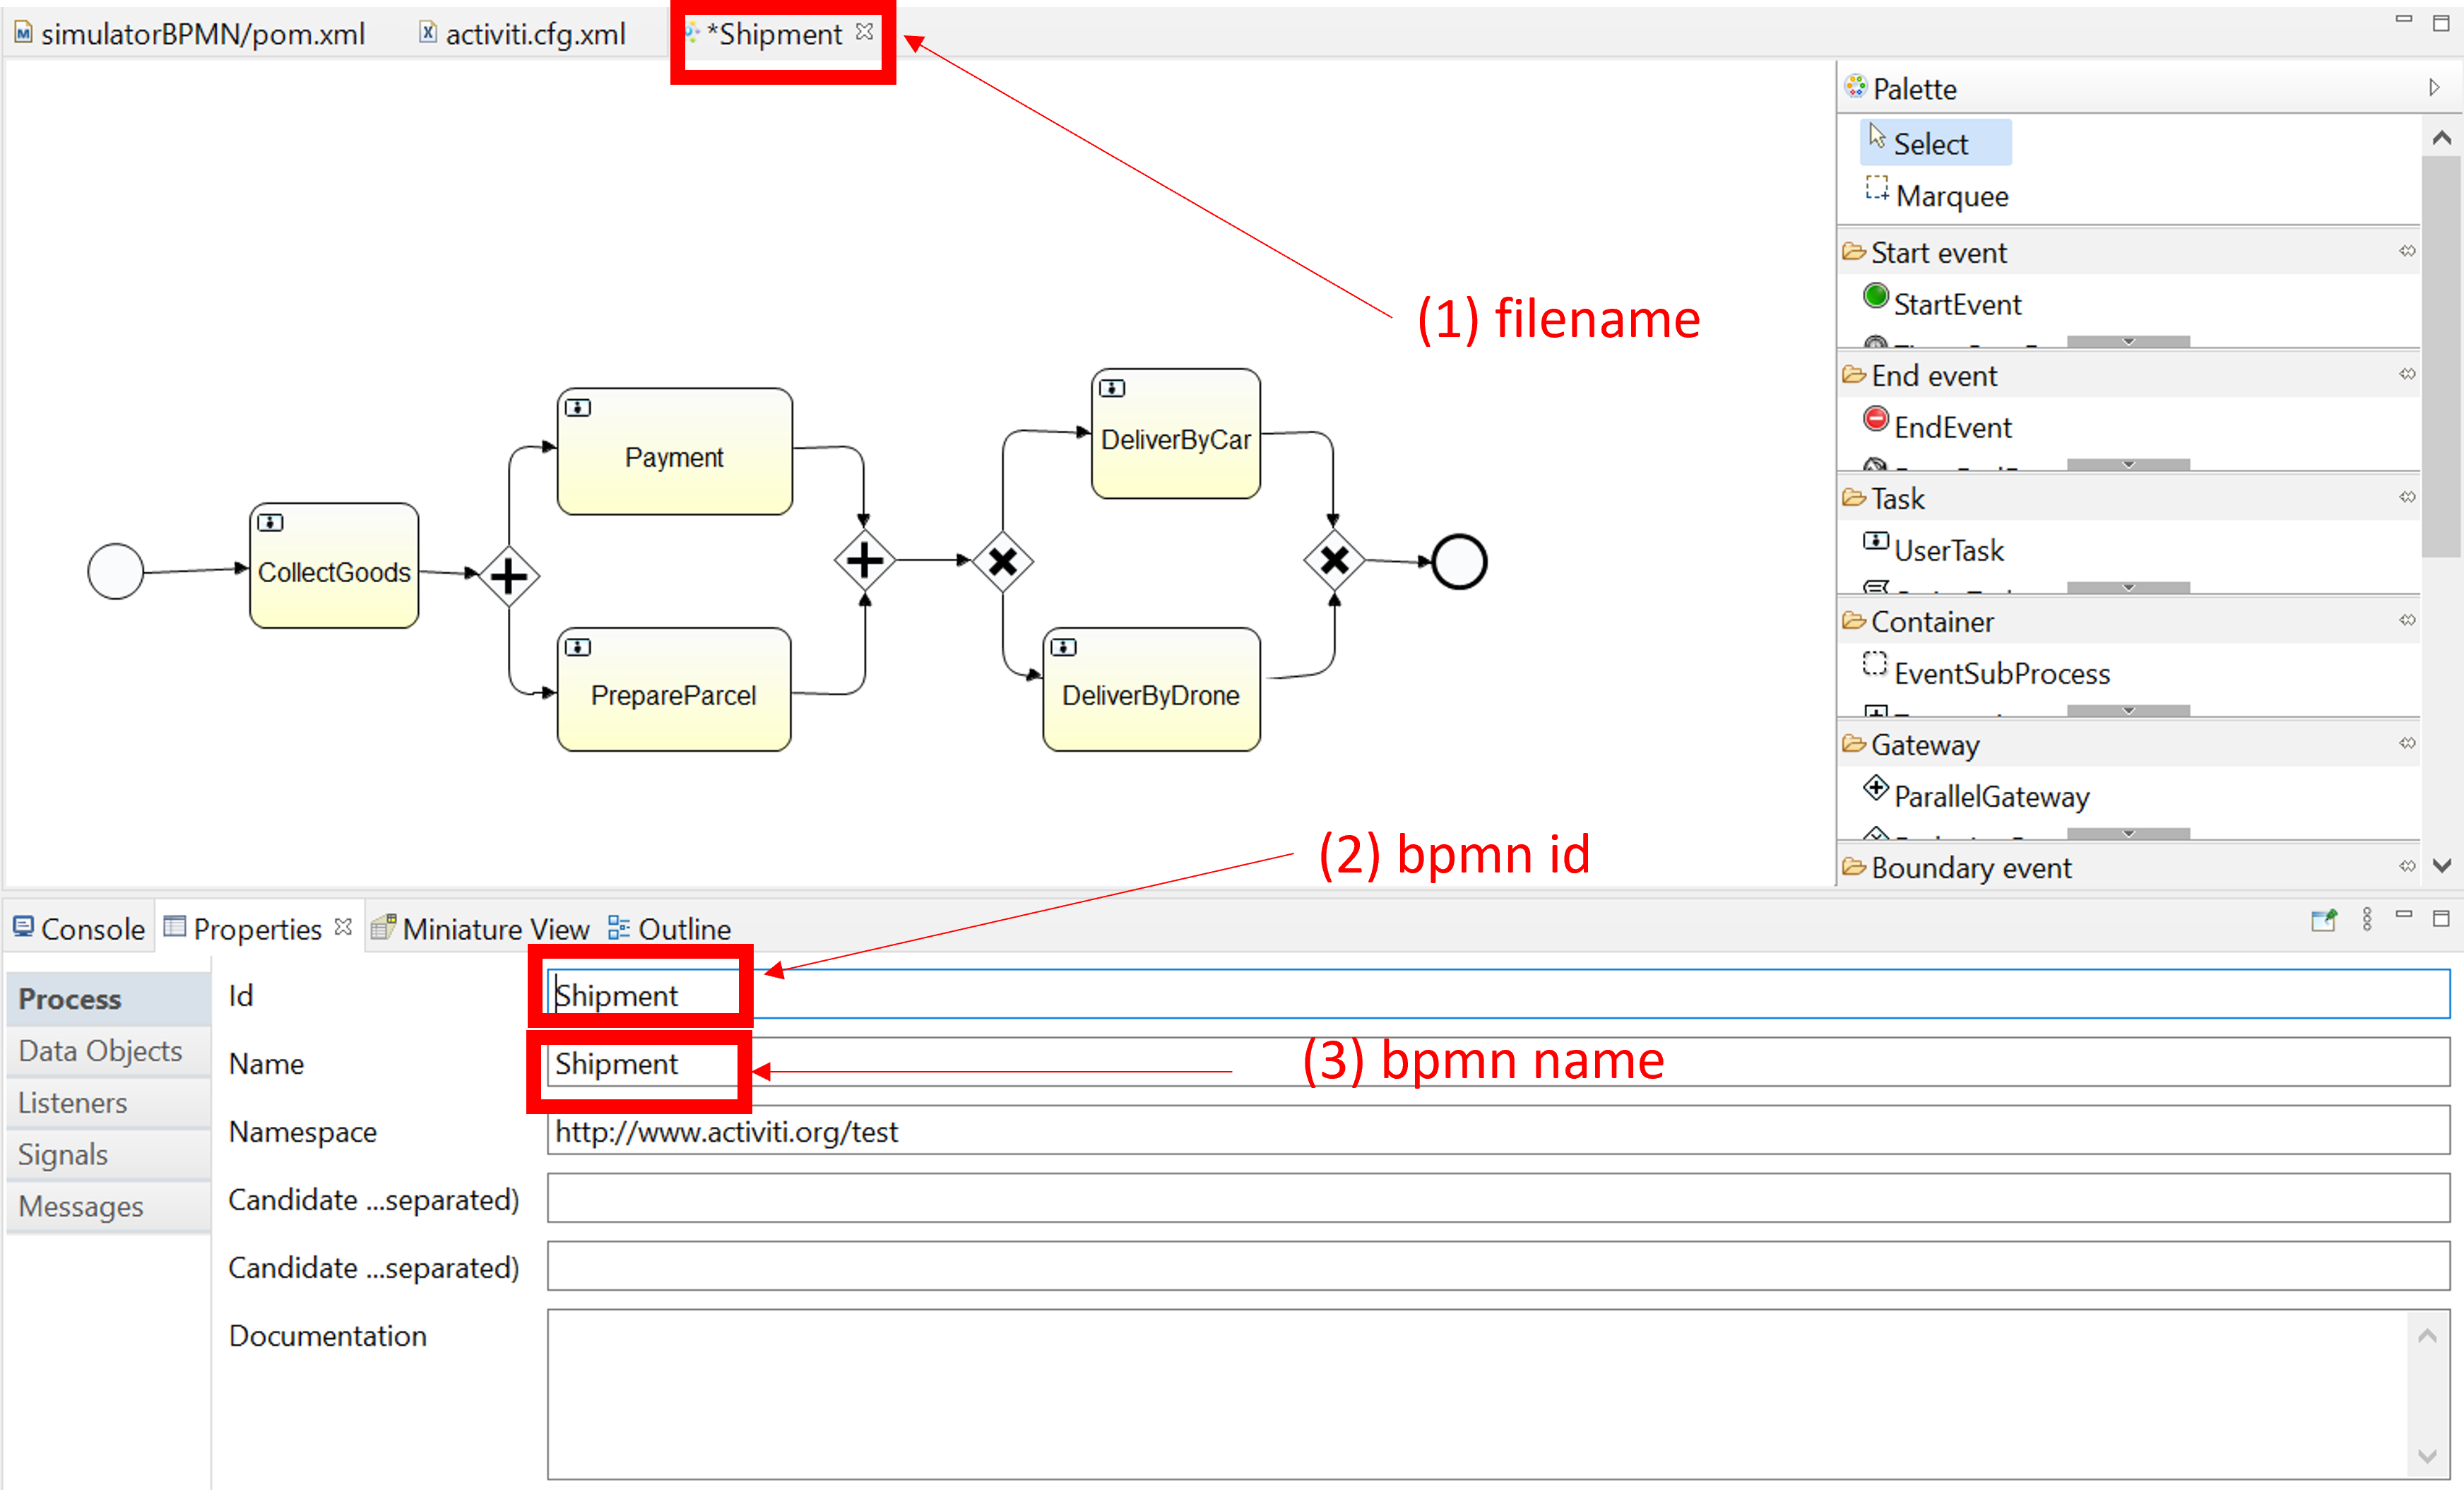 simulatorBPMN/pom.xml
activiti.cfg.xml
*Shipment
Palette
Select
Marquee
Start event
StartEvent
End event
EndEvent
Task
UserTask
Container
EventSubProcess
Gateway
ParallelGateway
Boundary event
(1) filename
CollectGoods
Payment
PrepareParcel
DeliverByCar
DeliverByDrone
(2) bpmn id
Console
Properties
Miniature View
Outline
Process
Data Objects
Listeners
Signals
Messages
Id
Shipment
Name
Shipment
(3) bpmn name
Namespace
http://www.activiti.org/test
Candidate ...separated)
Candidate ...separated)
Documentation